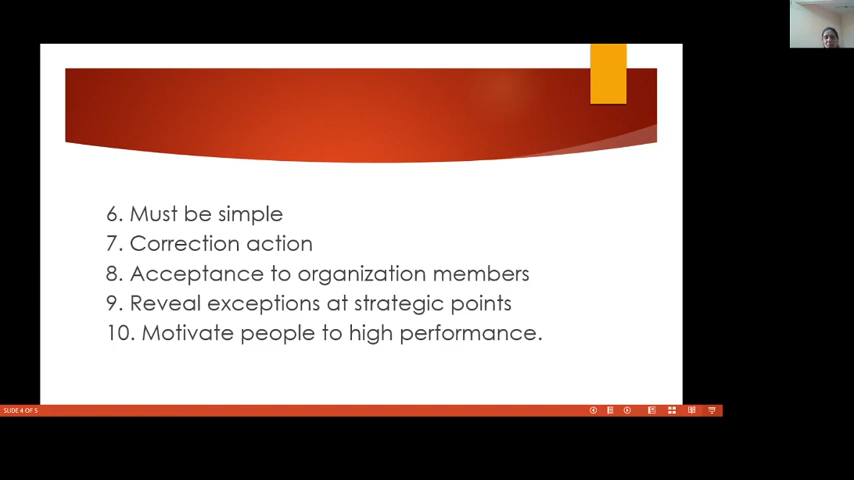 6. Must be simple
7. Correction action
8. Acceptance to organization members
9. Reveal exceptions at strategic points
10. Motivate people to high performance.
SLIDE 4 OF 5